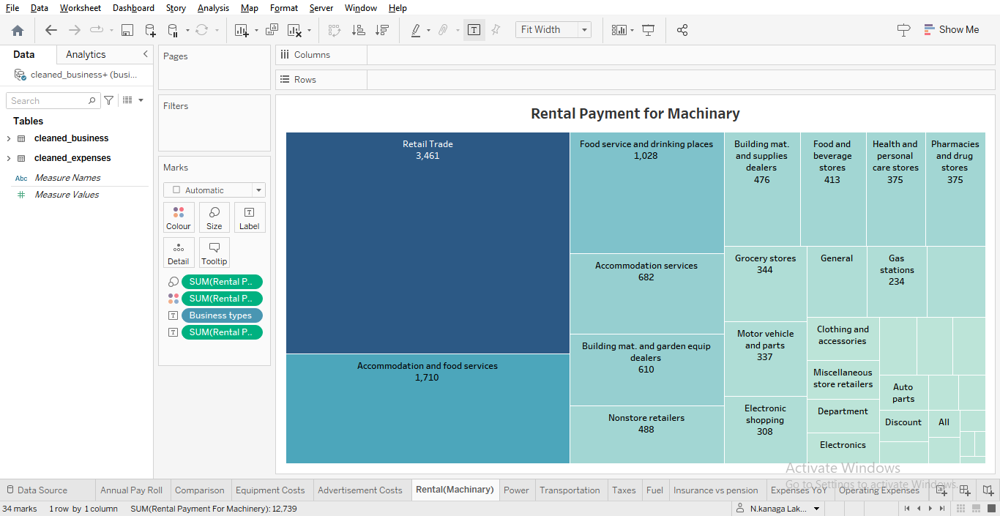 File Data Worksheet Dashboard Story Analysis Map Format Server Window Help
Fit Width
Show Me
Data Analytics
Pages
Columns
cleaned_business+ (busi...
Rows
Search
Filters
Tables
cleaned_business
cleaned_expenses
Abc Measure Names
# Measure Values
Marks
Automatic
Colour Size Label
Detail Tooltip
SUM(Rental P..
SUM(Rental P..
Business types
SUM(Rental P..
Rental Payment for Machinary
Retail Trade
3,461
Accommodation and food services
1,710
Food service and drinking places
1,028
Accommodation services
682
Building mat. and garden equip
dealers
610
Nonstore retailers
488
Building mat.
and supplies
dealers
476
Food and
beverage
stores
413
Health and
personal
care stores
375
Pharmacies
and drug
stores
375
Grocery stores
344
General
Gas
stations
234
Motor vehicle
and parts
337
Electronic
shopping
308
Clothing and
accessories
Miscellaneous
store retailers
Department
Electronics
Auto
parts
Discount
All
Activate Windows
Go to Settings to activate Windows.
Data Source Annual Pay Roll Comparison Equipment Costs Advertisement Costs Rental(Machinary) Power Transportation Taxes Fuel Insurance vs pension Expenses YoY Operating Expenses
34 marks 1 row by 1 column SUM(Rental Payment For Machinery): 12,739
N.kanaga Lak...